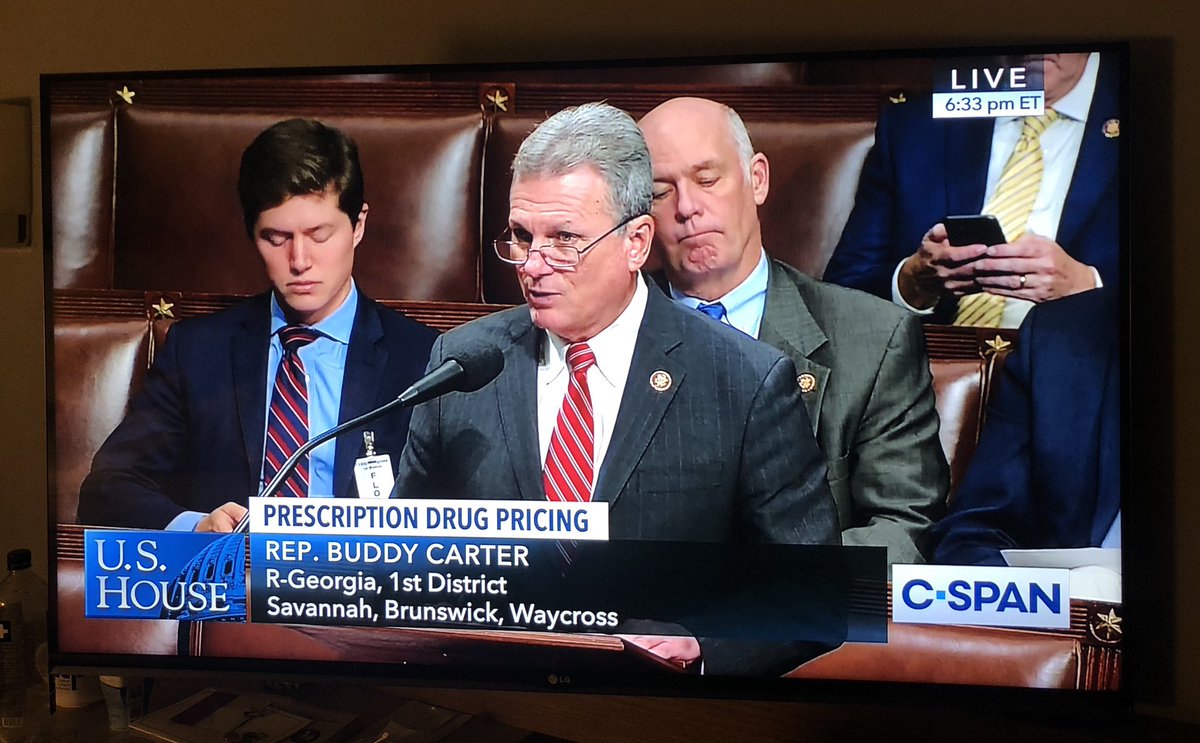 LIVE
6:33 pm ET
PRESCRIPTION DRUG PRICING
U.S.
HOUSE
REP. BUDDY CARTER
R-Georgia, 1st District
Savannah, Brunswick, Waycross
C-SPAN
FLO
LG